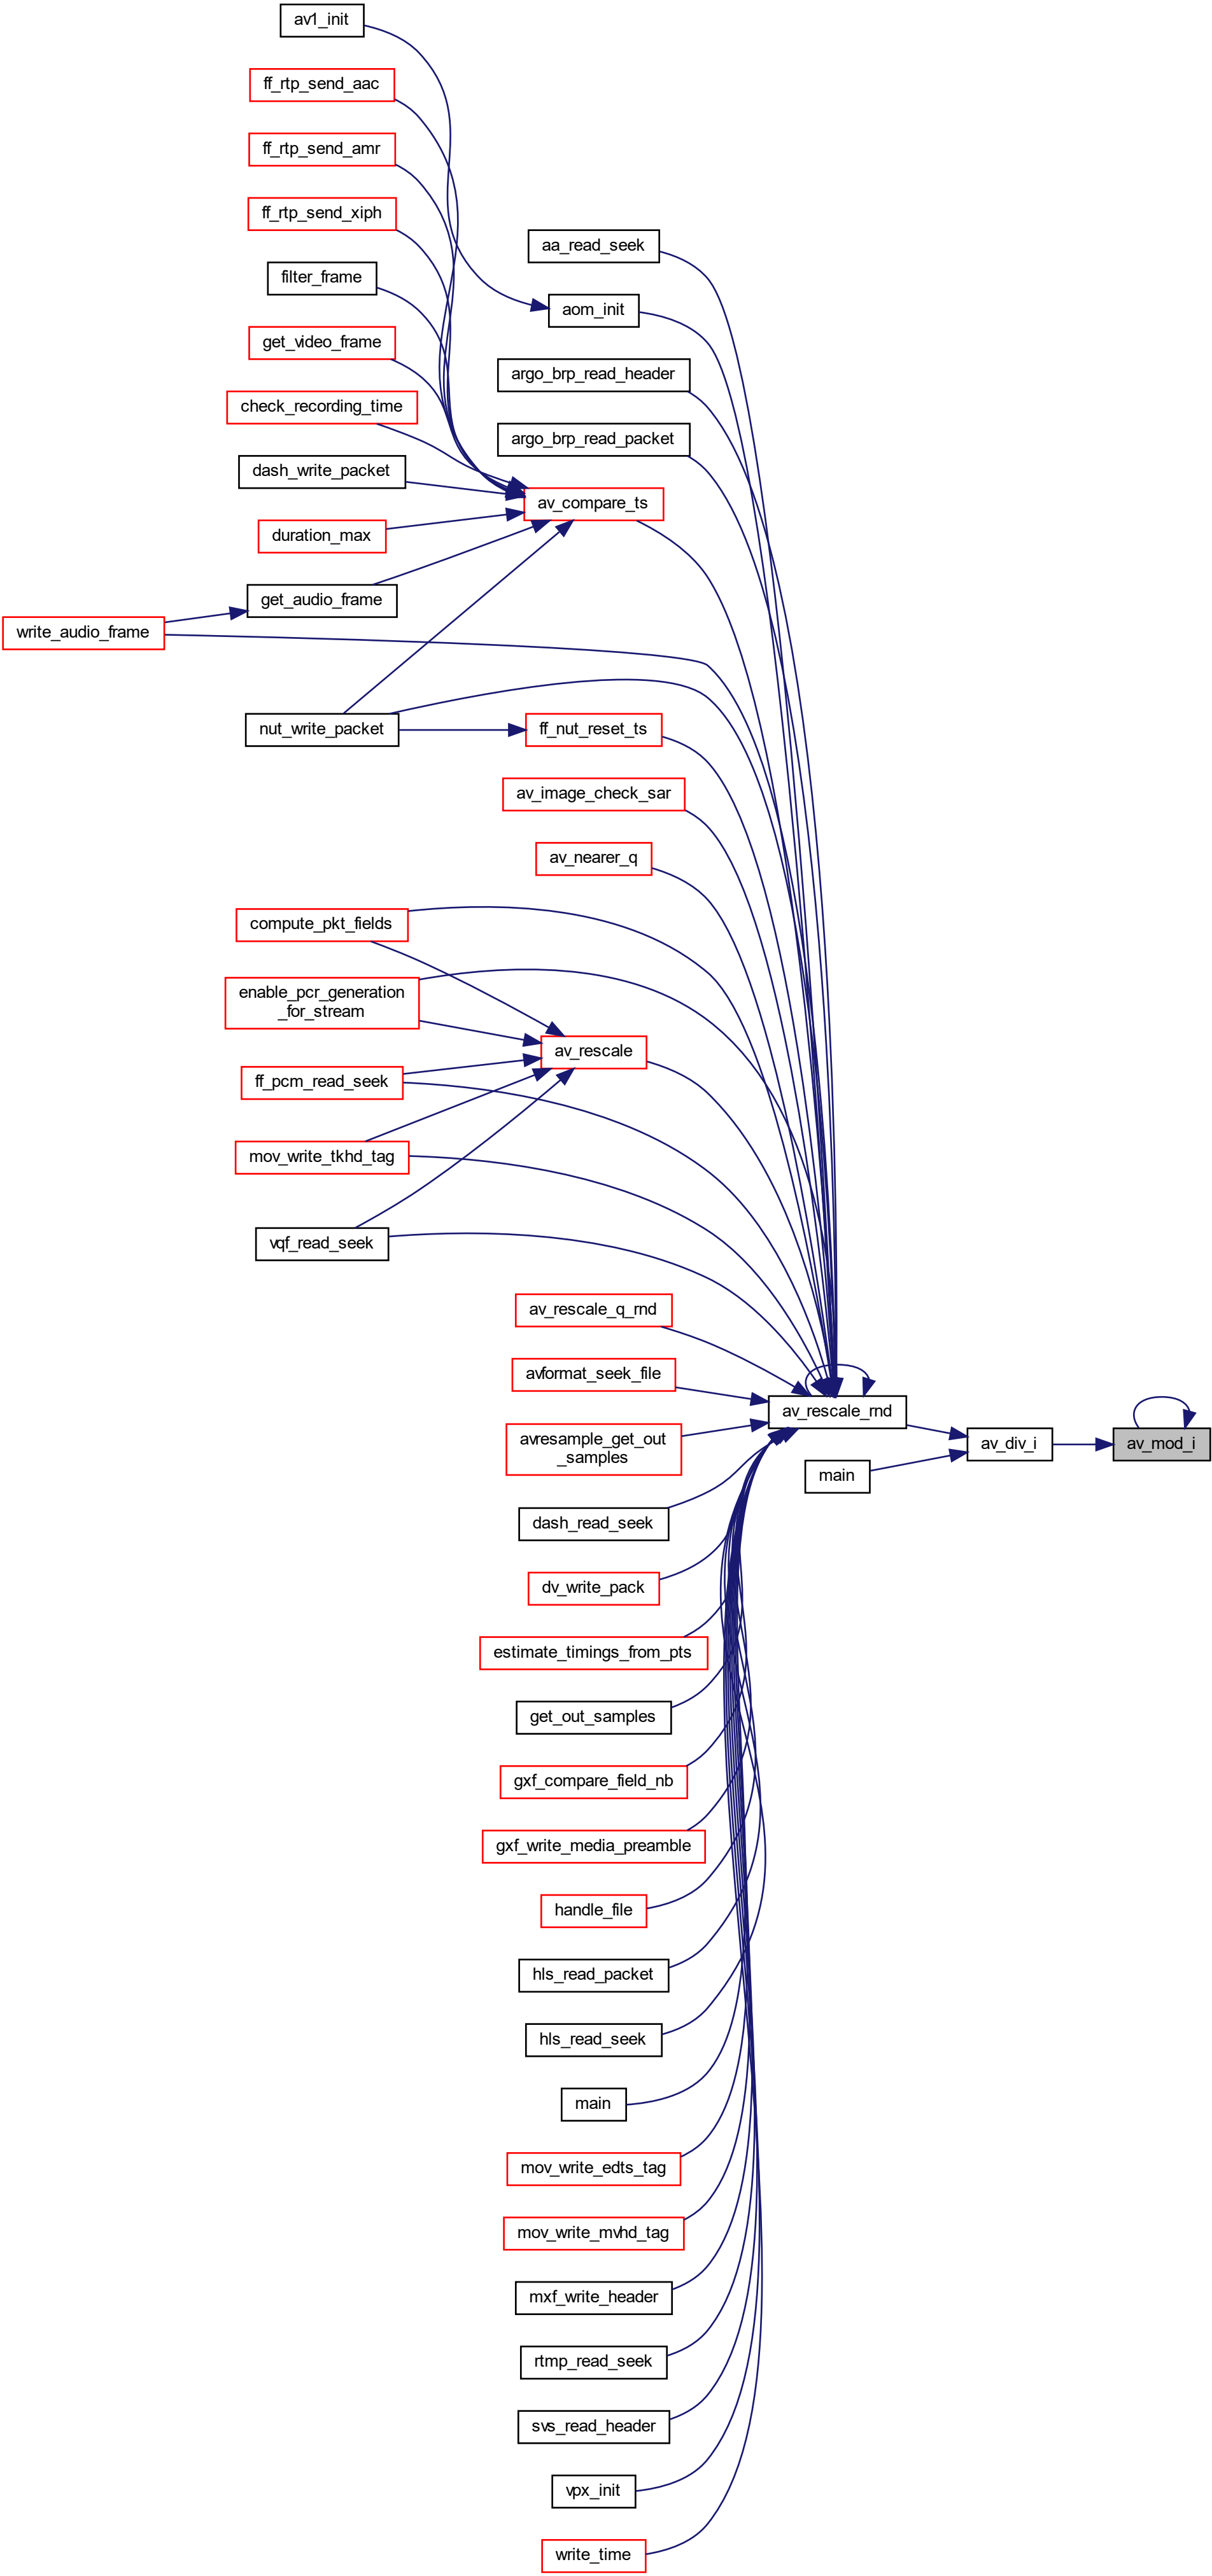 av1_init
ff_rtp_send_aac
ff_rtp_send_amr
ff_rtp_send_xiph
aa_read_seek
filter_frame
aom_init
get_video_frame
argo_brp_read_header
check_recording_time
argo_brp_read_packet
dash_write_packet
av_compare_ts
duration_max
get_audio_frame
write_audio_frame
nut_write_packet
ff_nut_reset_ts
av_image_check_sar
av_nearer_q
compute_pkt_fields
enable_pcr_generation
_for_stream
av_rescale
ff_pcm_read_seek
mov_write_tkhd_tag
vqf_read_seek
av_rescale_q_rnd
avformat_seek_file
av_rescale_rnd
avresample_get_out
_samples
av_div_i
av_mod_i
main
dash_read_seek
dv_write_pack
estimate_timings_from_pts
get_out_samples
gxf_compare_field_nb
gxf_write_media_preamble
handle_file
hls_read_packet
hls_read_seek
main
mov_write_edts_tag
mov_write_mvhd_tag
mxf_write_header
rtmp_read_seek
svs_read_header
vpx_init
write_time